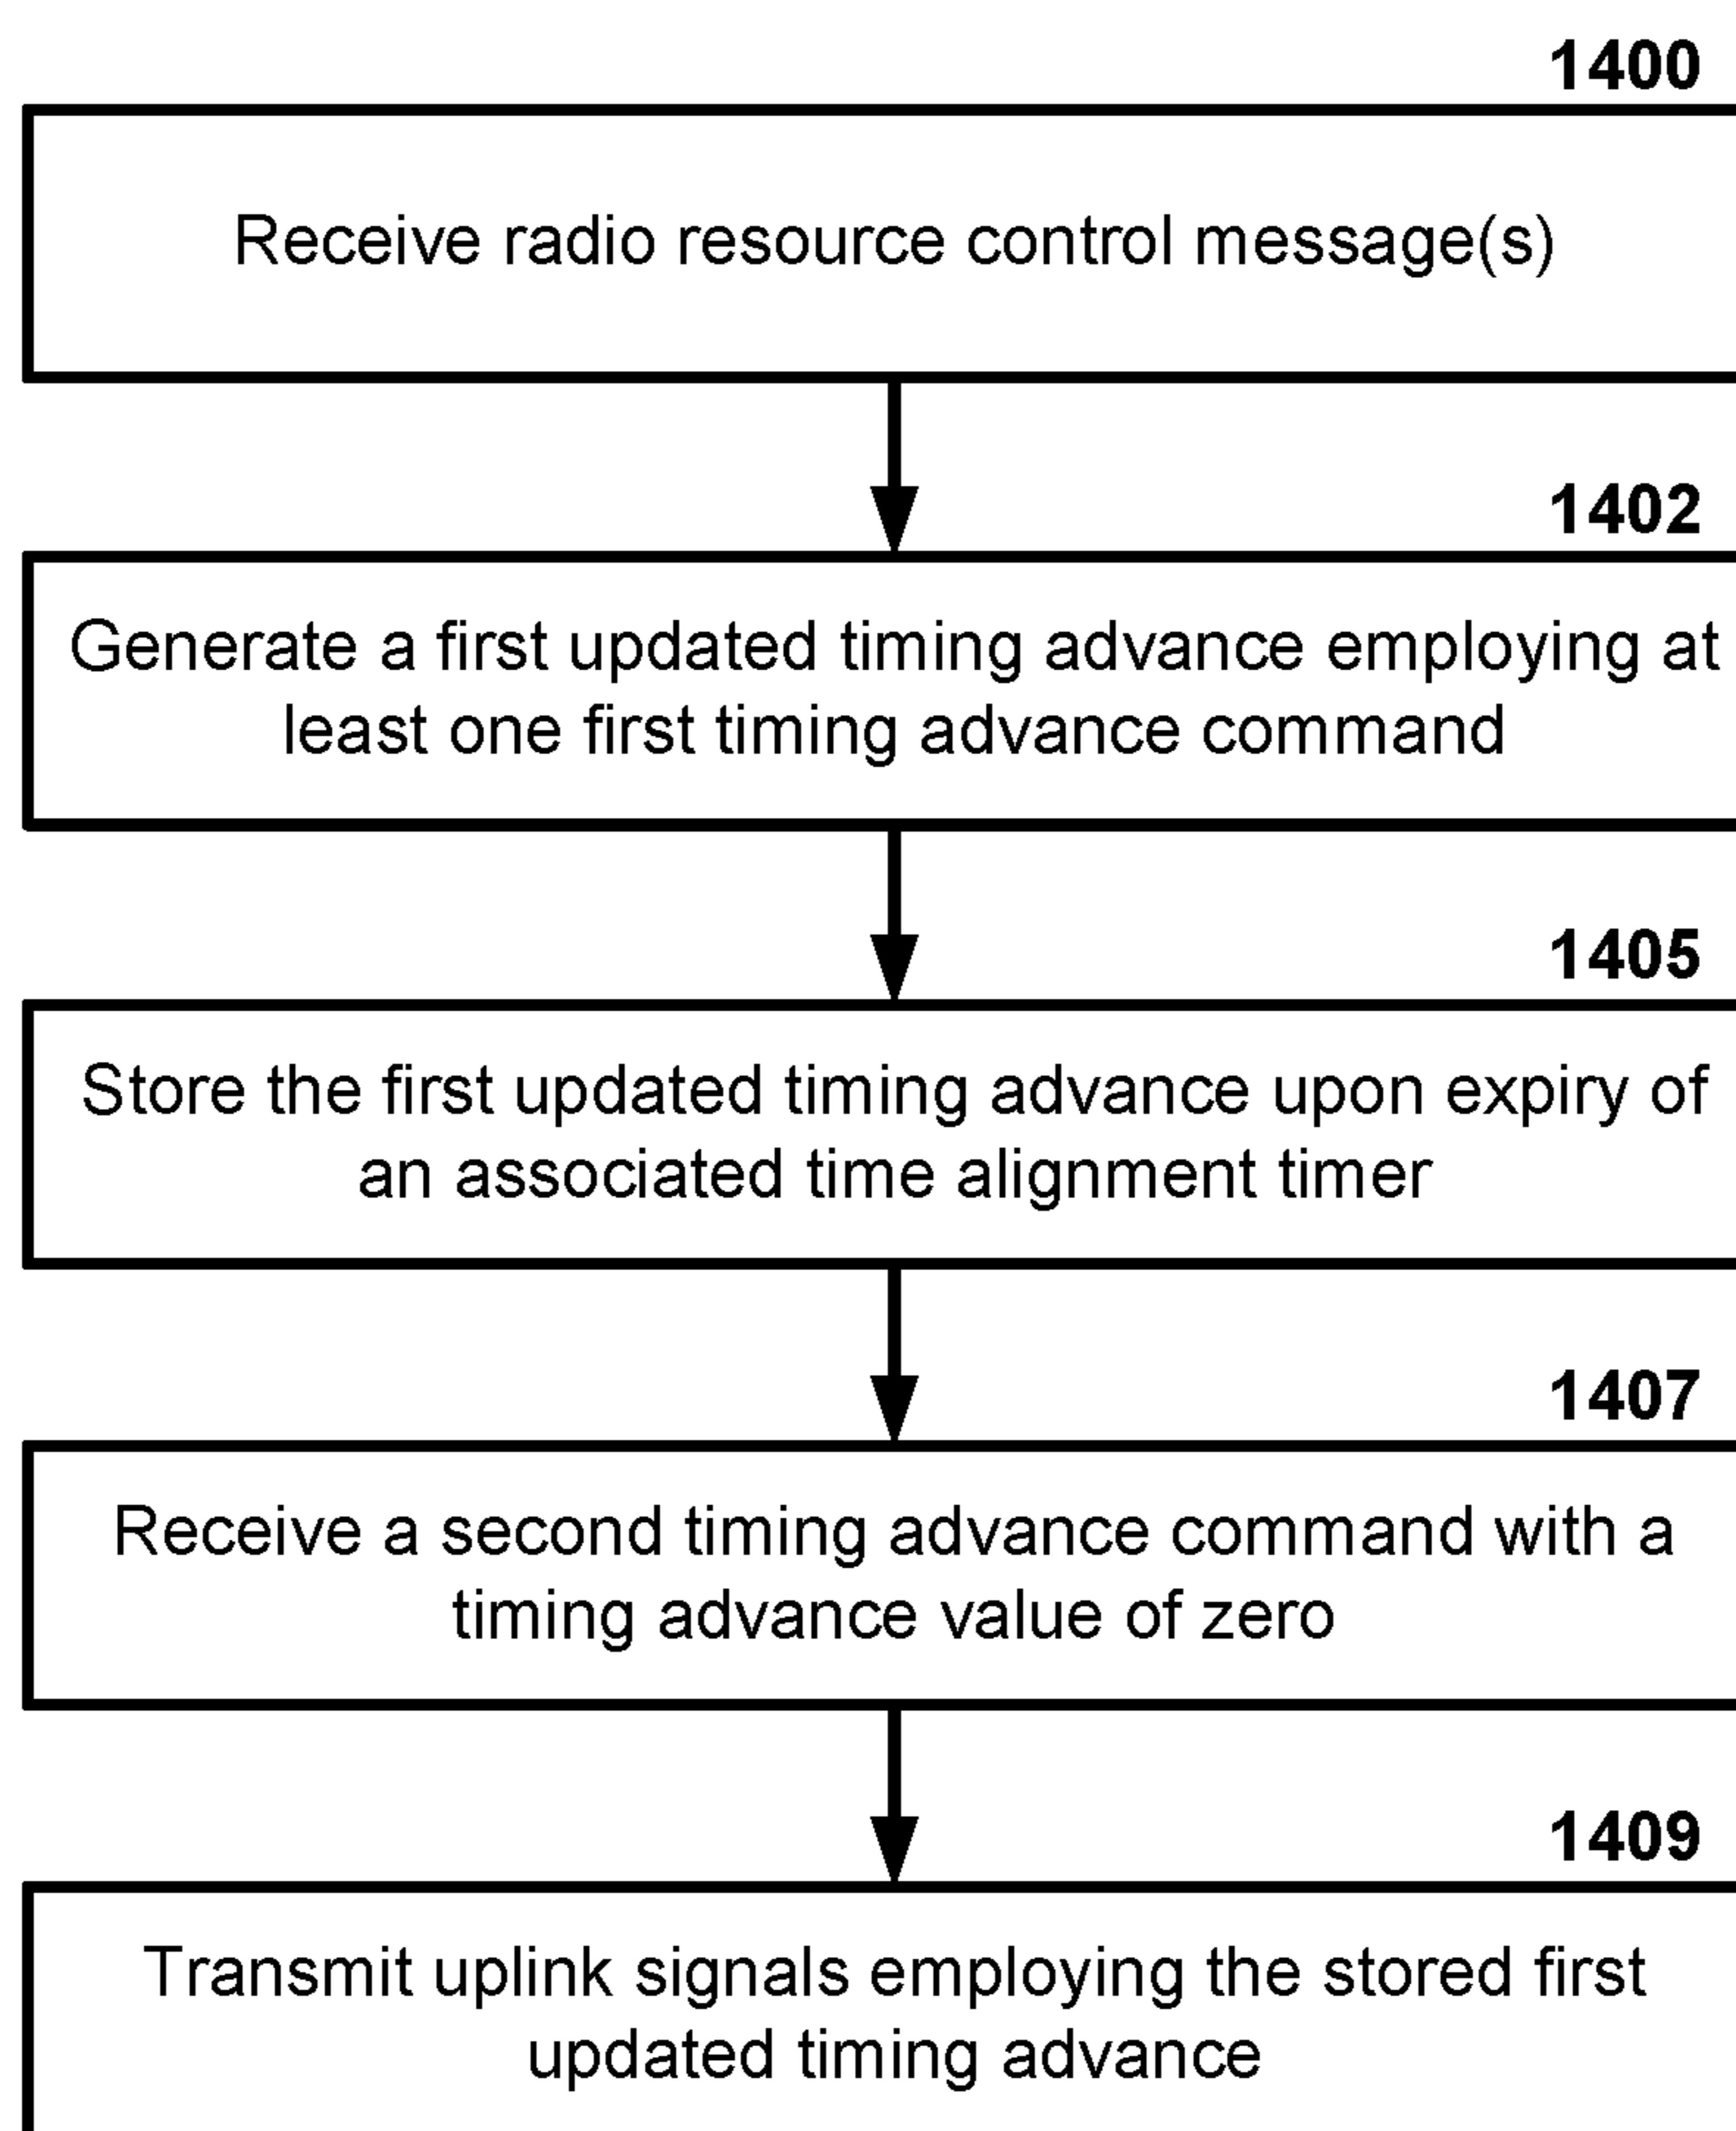 1400
Receive radio resource control message(s)
1402
Generate a first updated timing advance employing at
least one first timing advance command
1405
Store the first updated timing advance upon expiry of
an associated time alignment timer
1407
Receive a second timing advance command with a
timing advance value of zero
1409
Transmit uplink signals employing the stored first
updated timing advance